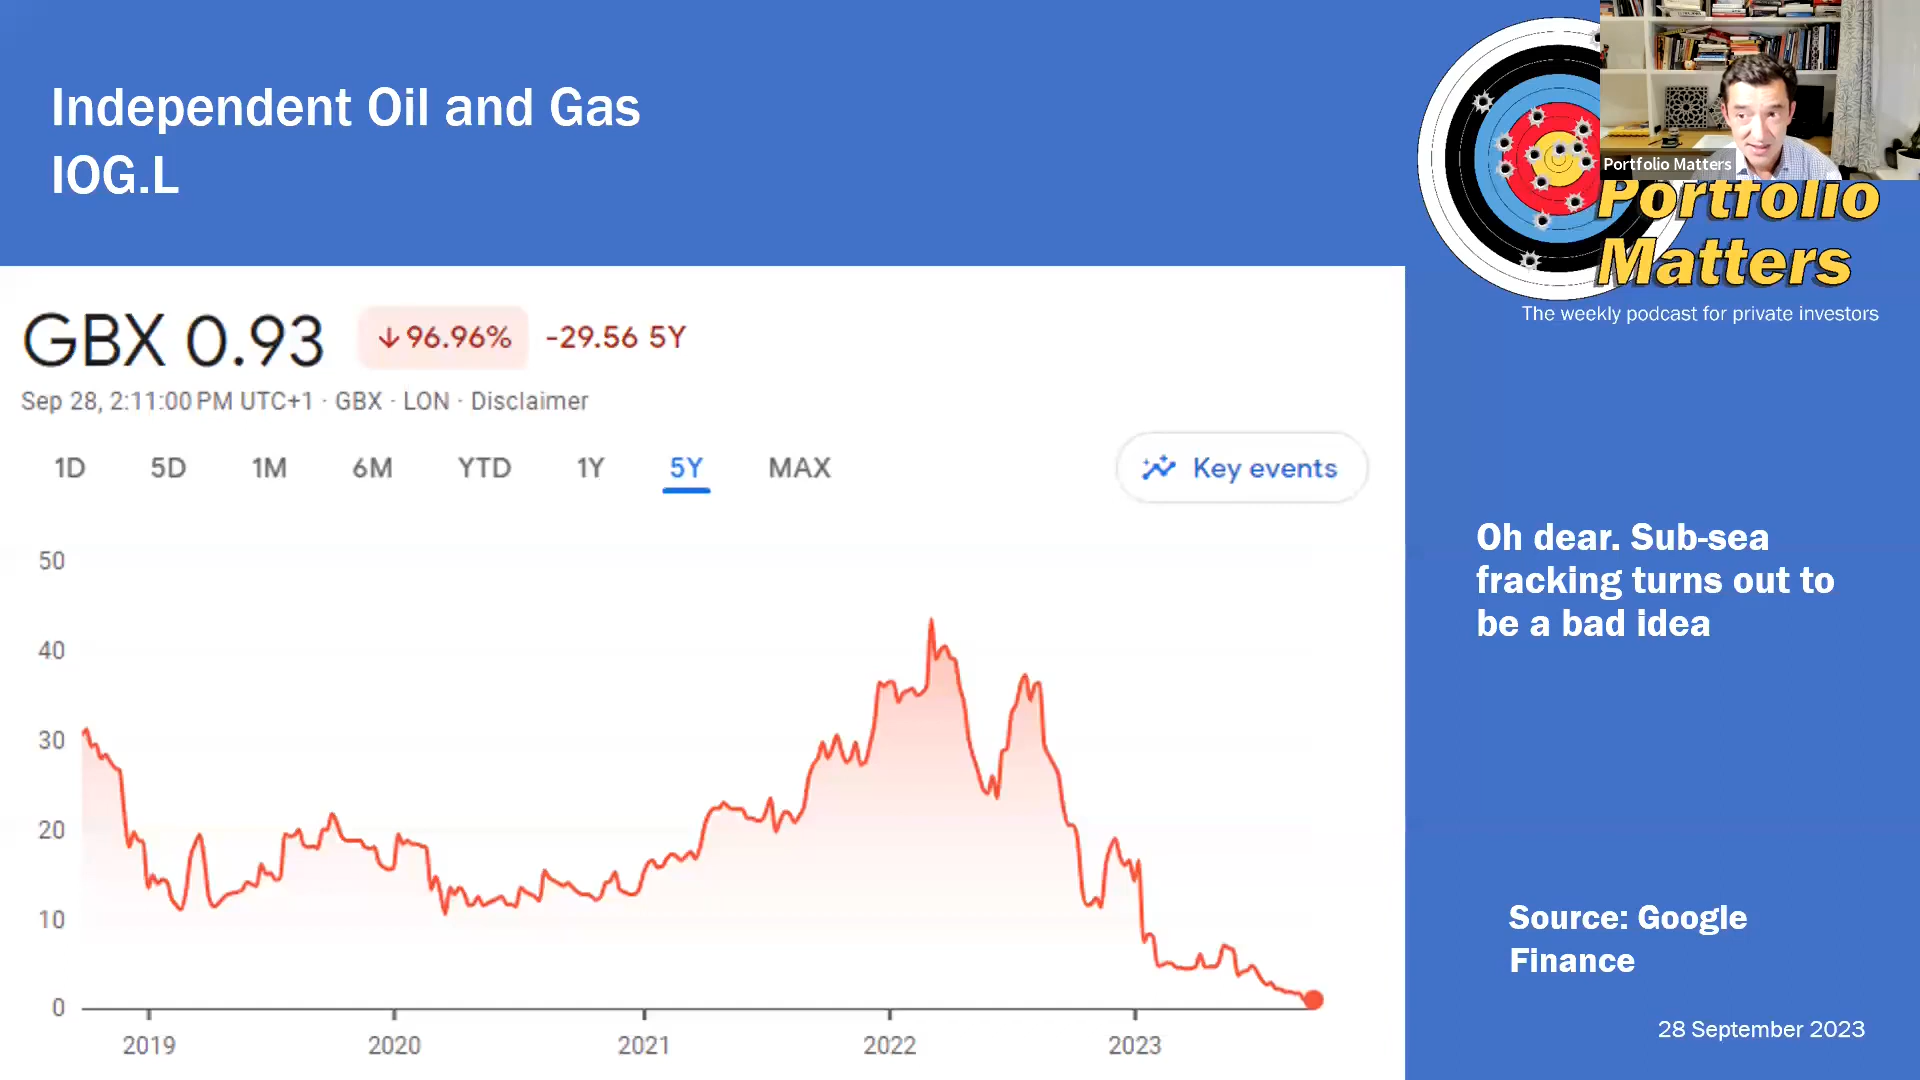 Independent Oil and Gas
IOG.L
Portfolio Matters
Portfolio
Matters
The weekly podcast for private investors
GBX 0.93 ↓96.96% -29.56 5Y
Sep 28, 2:11:00 PM UTC+1 · GBX · LON · Disclaimer
1D 5D 1M 6M YTD 1Y 5Y MAX Key events
50
40
30
20
10
0
2019 2020 2021 2022 2023
Oh dear. Sub-sea
fracking turns out to
be a bad idea
Source: Google
Finance
28 September 2023